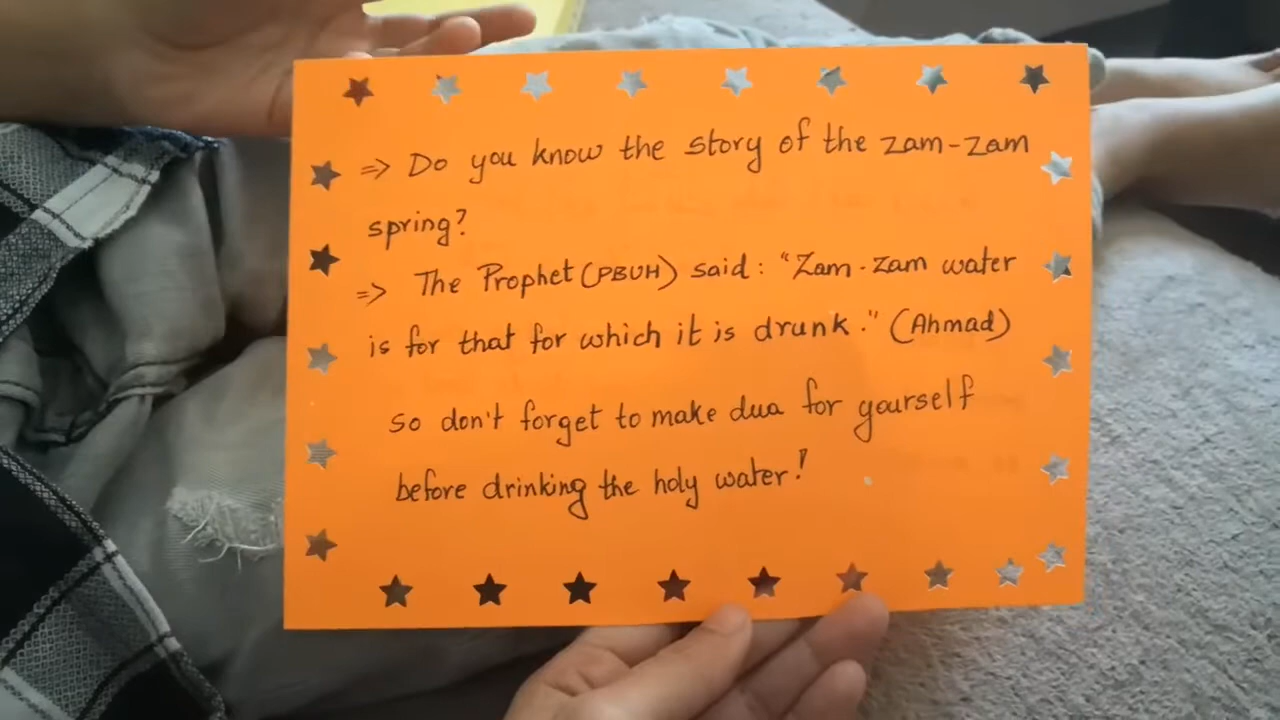 => Do you know the story of the zam-zam
spring?
=> The Prophet (PBUH) said: "Zam-zam water
is for that for which it is drunk." (Ahmad)
so don't forget to make dua for yourself
before drinking the holy water!